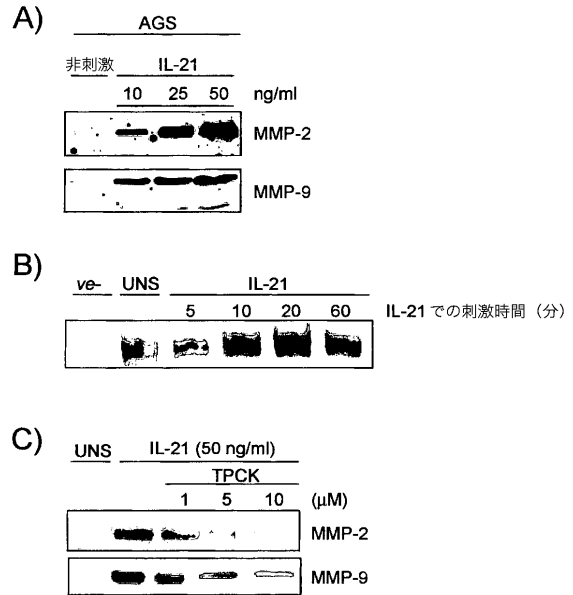 A)
AGS
非刺激 IL-21
10 25 50 ng/ml
MMP-2
MMP-9
B)
ve- UNS IL-21
5 10 20 60 IL-21 での刺激時間（分）
C)
UNS IL-21 (50 ng/ml)
TPCK
1 5 10 (μM)
MMP-2
MMP-9